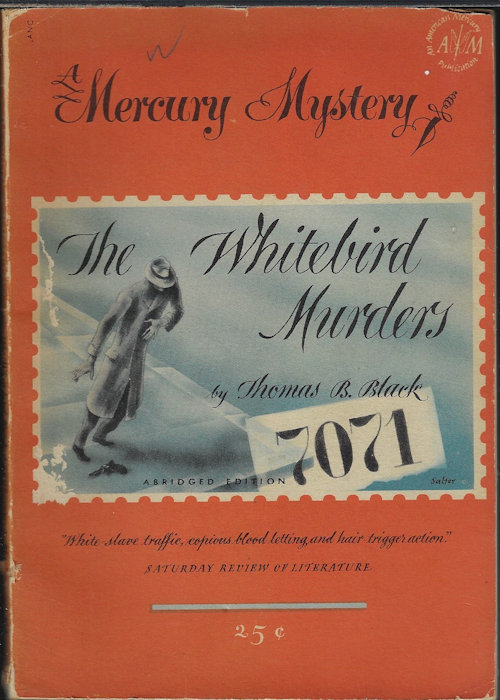 An American Mercury
AM
Publication
A Mercury Mystery
The Whitebird
Murders
by Thomas B. Black
7071
ABRIDGED EDITION
Salter
"White slave traffic, copious blood letting, and hair trigger action."
SATURDAY REVIEW OF LITERATURE
25¢